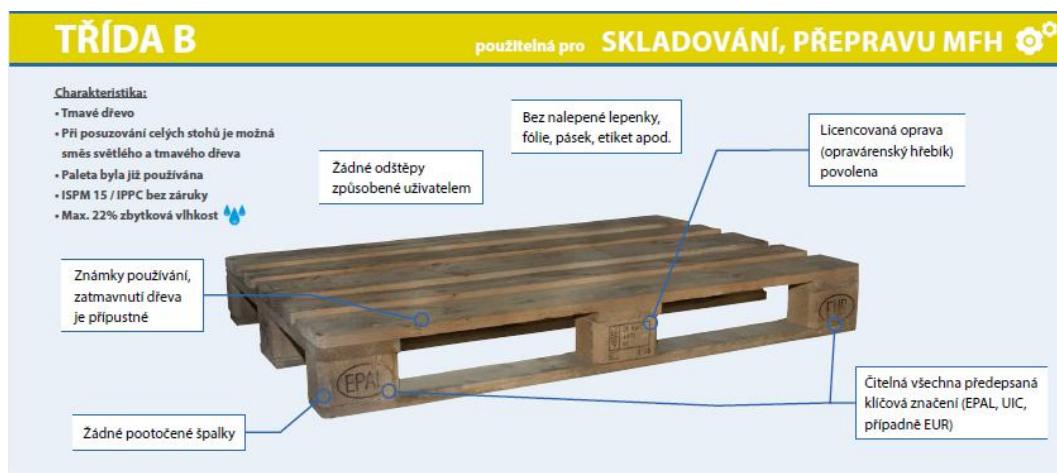 TŘÍDA B
použitelná pro SKLADOVÁNÍ, PŘEPRAVU MFH
Charakteristika:
• Tmavé dřevo
• Při posuzování celých stohů je možná
směs světlého a tmavého dřeva
• Paleta byla již používána
• ISPM 15 / IPPC bez záruky
• Max. 22% zbytková vlhkost
Žádné odštěpy
způsobené uživatelem
Bez nalepené lepenky,
fólie, pásek, etiket apod.
Licencovaná oprava
(opravárenský hřebík)
povolena
Známky používání,
zatmavnutí dřeva
je přípustné
EUR
EPAL
Žádné pootočené špalky
Čitelná všechna předepsaná
klíčová značení (EPAL, UIC,
případně EUR)